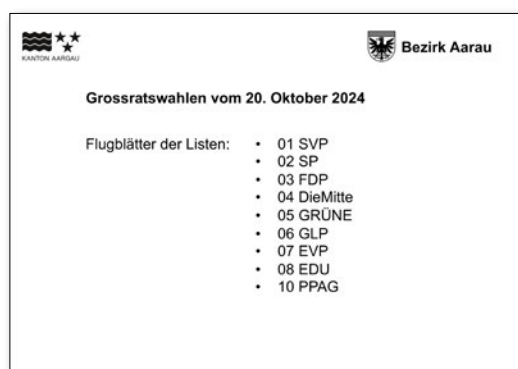 KANTON AARGAU
Bezirk Aarau
Grossratswahlen vom 20. Oktober 2024
Flugblätter der Listen:
• 01 SVP
• 02 SP
• 03 FDP
• 04 DieMitte
• 05 GRÜNE
• 06 GLP
• 07 EVP
• 08 EDU
• 10 PPAG